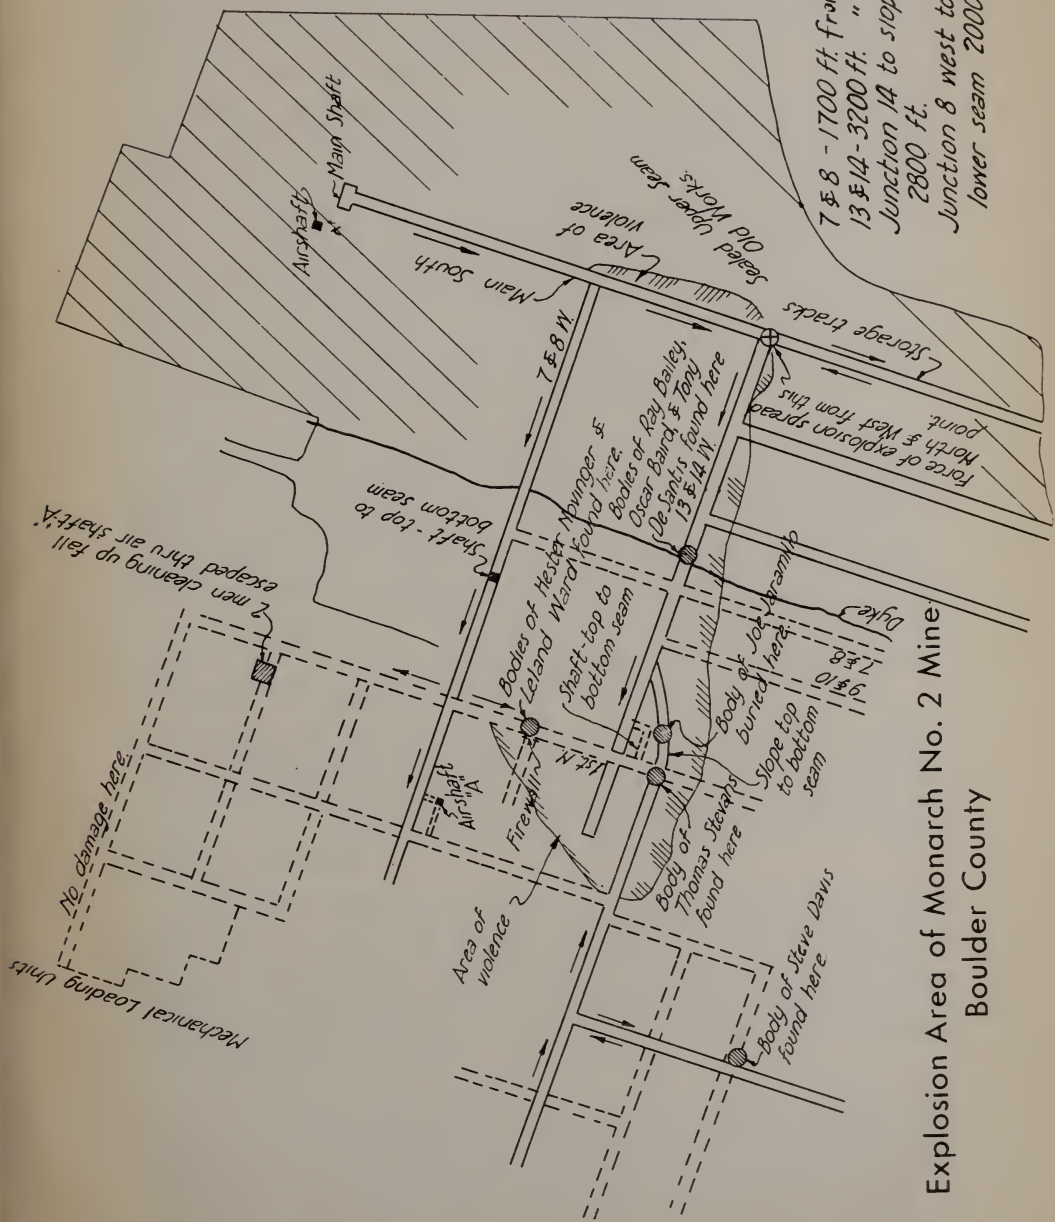 Main Shaft
Airshaft
Main South
Area of
violence
Sealed Upper Seam
Old Works
7 & 8 W.
Storage tracks
Force of explosion spread
North & West from this
point.
Bodies of Ray Bailey,
Oscar Baird, & Tony
De Santis found here
13 & 14 W.
Shaft - top to
bottom seam
2 men cleaning up fall
escaped thru air shaft "A"
Bodies of Hester Novinger &
Leland Ward found here.
Shaft-top to
bottom seam
Dyke
7 & 8
9 & 10
Body of Joe Jaramillo
buried here
Slope top
to bottom
seam
1st N.
Firewall
Airshaft
"A"
No damage here
Mechanical Loading Units
Area of
violence
Body of
Thomas Stevans
found here
Body of Steve Davis
found here
7 & 8 - 1700 ft. from
13 & 14 - 3200 ft. "
Junction 14 to slop
2800 ft.
Junction 8 west to
lower seam 2000
Explosion Area of Monarch No. 2 Mine
Boulder County